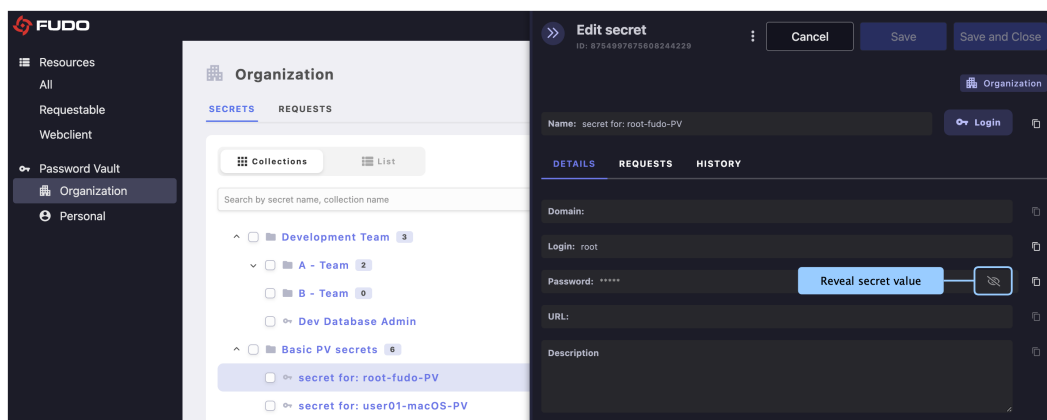 FUDO
Resources
All
Requestable
Webclient
Password Vault
Organization
Personal
Organization
SECRETS REQUESTS
Collections List
Search by secret name, collection name
Development Team 3
A - Team 2
B - Team 0
Dev Database Admin
Basic PV secrets 6
secret for: root-fudo-PV
secret for: user01-macOS-PV
Edit secret
ID: 8754997675608244229
Cancel Save Save and Close
Organization
Name: secret for: root-fudo-PV Login
DETAILS REQUESTS HISTORY
Domain:
Login: root
Password: ***** Reveal secret value
URL:
Description